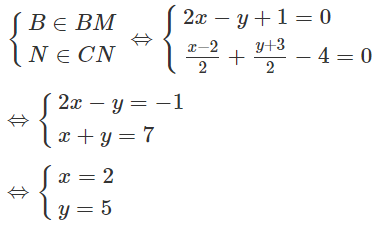 { B ∈ BM
N ∈ CN ⇔ { 2x − y + 1 = 0
(x−2)/2 + (y+3)/2 − 4 = 0
⇔ { 2x − y = −1
x + y = 7
⇔ { x = 2
y = 5